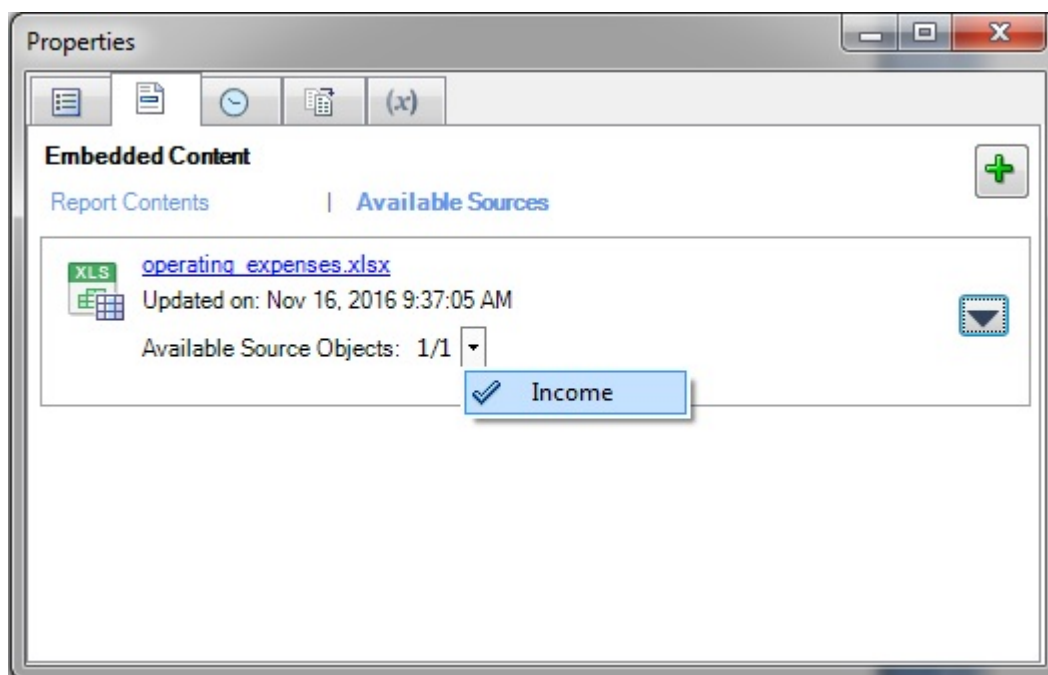 Properties
(x)
Embedded Content
Report Contents | Available Sources
XLS
operating_expenses.xlsx
Updated on: Nov 16, 2016 9:37:05 AM
Available Source Objects: 1/1
Income